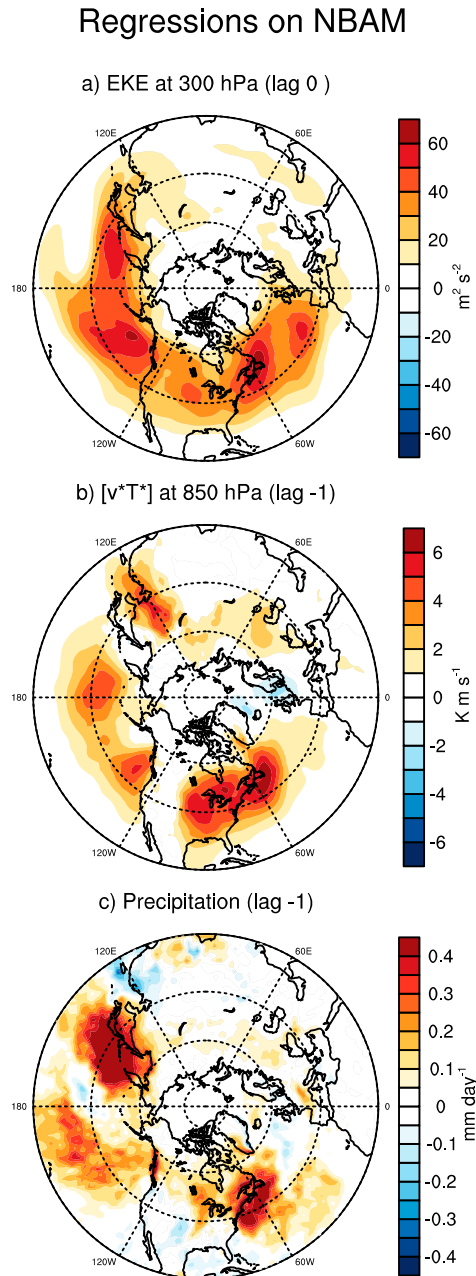 Regressions on NBAM
a) EKE at 300 hPa (lag 0 )
120E
60E
180
0
120W
60W
60
40
20
0
-20
-40
-60
m² s⁻²
b) [v*T*] at 850 hPa (lag -1)
120E
60E
180
0
120W
60W
6
4
2
0
-2
-4
-6
K m s⁻¹
c) Precipitation (lag -1)
120E
60E
180
0
120W
60W
0.4
0.3
0.2
0.1
0
-0.1
-0.2
-0.3
-0.4
mm day⁻¹